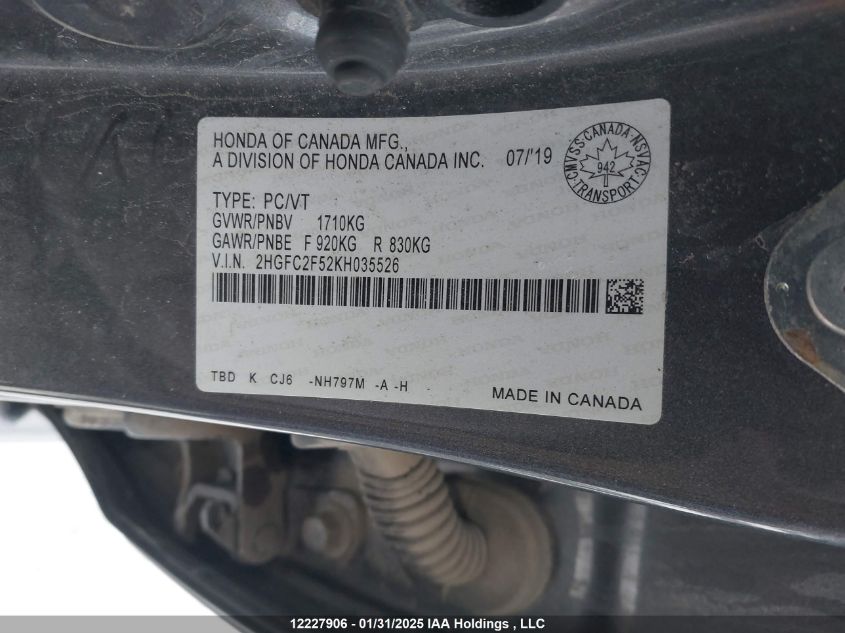 HONDA OF CANADA MFG.,
A DIVISION OF HONDA CANADA INC. 07/'19
CMVSS·CANADA·NSVAC
942
TRANSPORT
TYPE: PC/VT
GVWR/PNBV 1710KG
GAWR/PNBE F 920KG R 830KG
V.I.N. 2HGFC2F52KH035526
TBD K CJ6 -NH797M -A -H -
MADE IN CANADA
12227906 - 01/31/2025 IAA Holdings , LLC